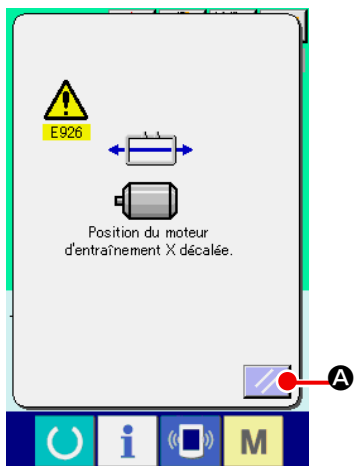 E926
Position du moteur
d'entraînement X décalée.
A
i
M